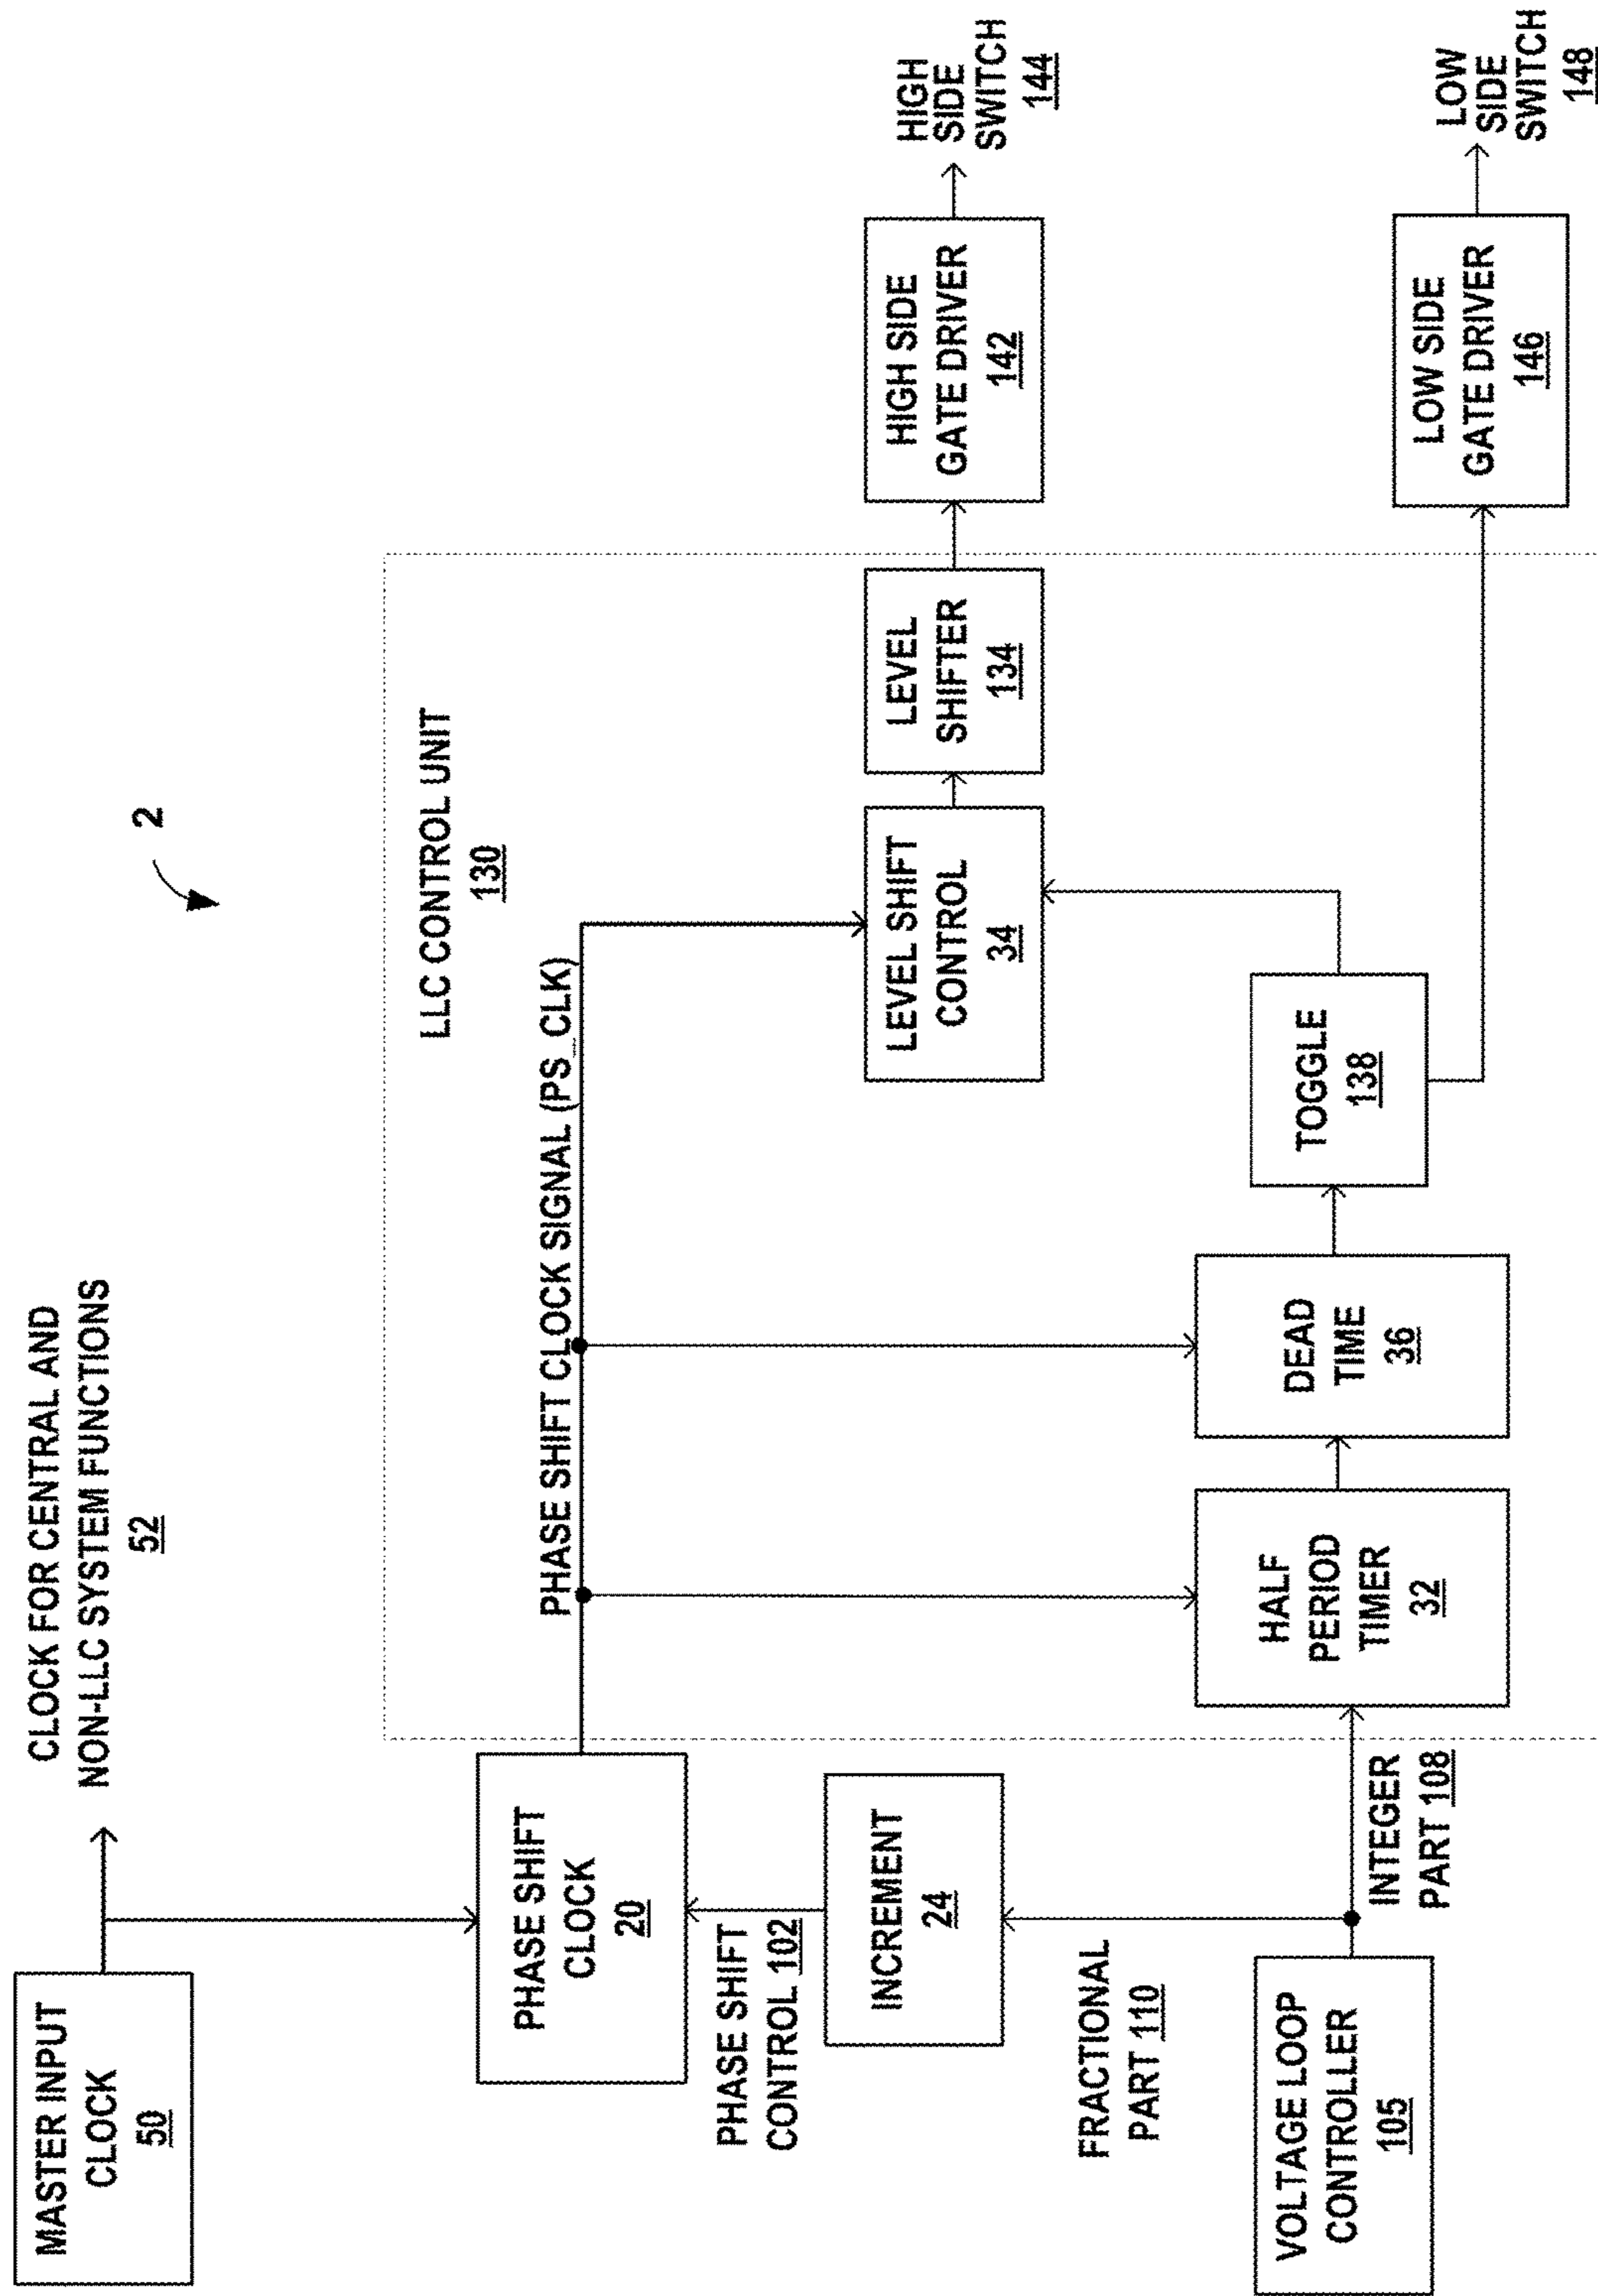 2
MASTER INPUT
CLOCK
50
CLOCK FOR CENTRAL AND
NON-LLC SYSTEM FUNCTIONS
52
PHASE SHIFT
CLOCK
20
LLC CONTROL UNIT
130
PHASE SHIFT CLOCK SIGNAL (PS_CLK)
PHASE SHIFT
CONTROL 102
INCREMENT
24
LEVEL SHIFT
CONTROL
34
LEVEL
SHIFTER
134
HIGH SIDE
GATE DRIVER
142
HIGH
SIDE
SWITCH
144
FRACTIONAL
PART 110
VOLTAGE LOOP
CONTROLLER
105
INTEGER
PART 108
HALF
PERIOD
TIMER
32
DEAD
TIME
36
TOGGLE
138
LOW SIDE
GATE DRIVER
146
LOW
SIDE
SWITCH
148